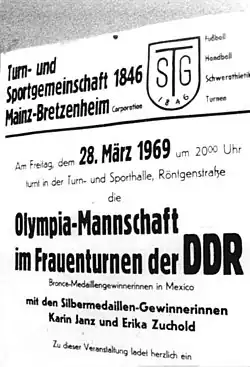 Turn- und
Sportgemeinschaft 1846
Mainz-Bretzenheim Corporation
STG
1846
Fußball
Handball
Schwerathletik
Turnen
Am Freitag, dem 28. März 1969 um 20⁰⁰ Uhr
turnt in der Turn- und Sporthalle, Röntgenstraße
die
Olympia-Mannschaft
im Frauenturnen der DDR
Bronce-Medaillengewinnerinnen in Mexico
mit den Silbermedaillen-Gewinnerinnen
Karin Janz und Erika Zuchold
Zu dieser Veranstaltung ladet herzlich ein